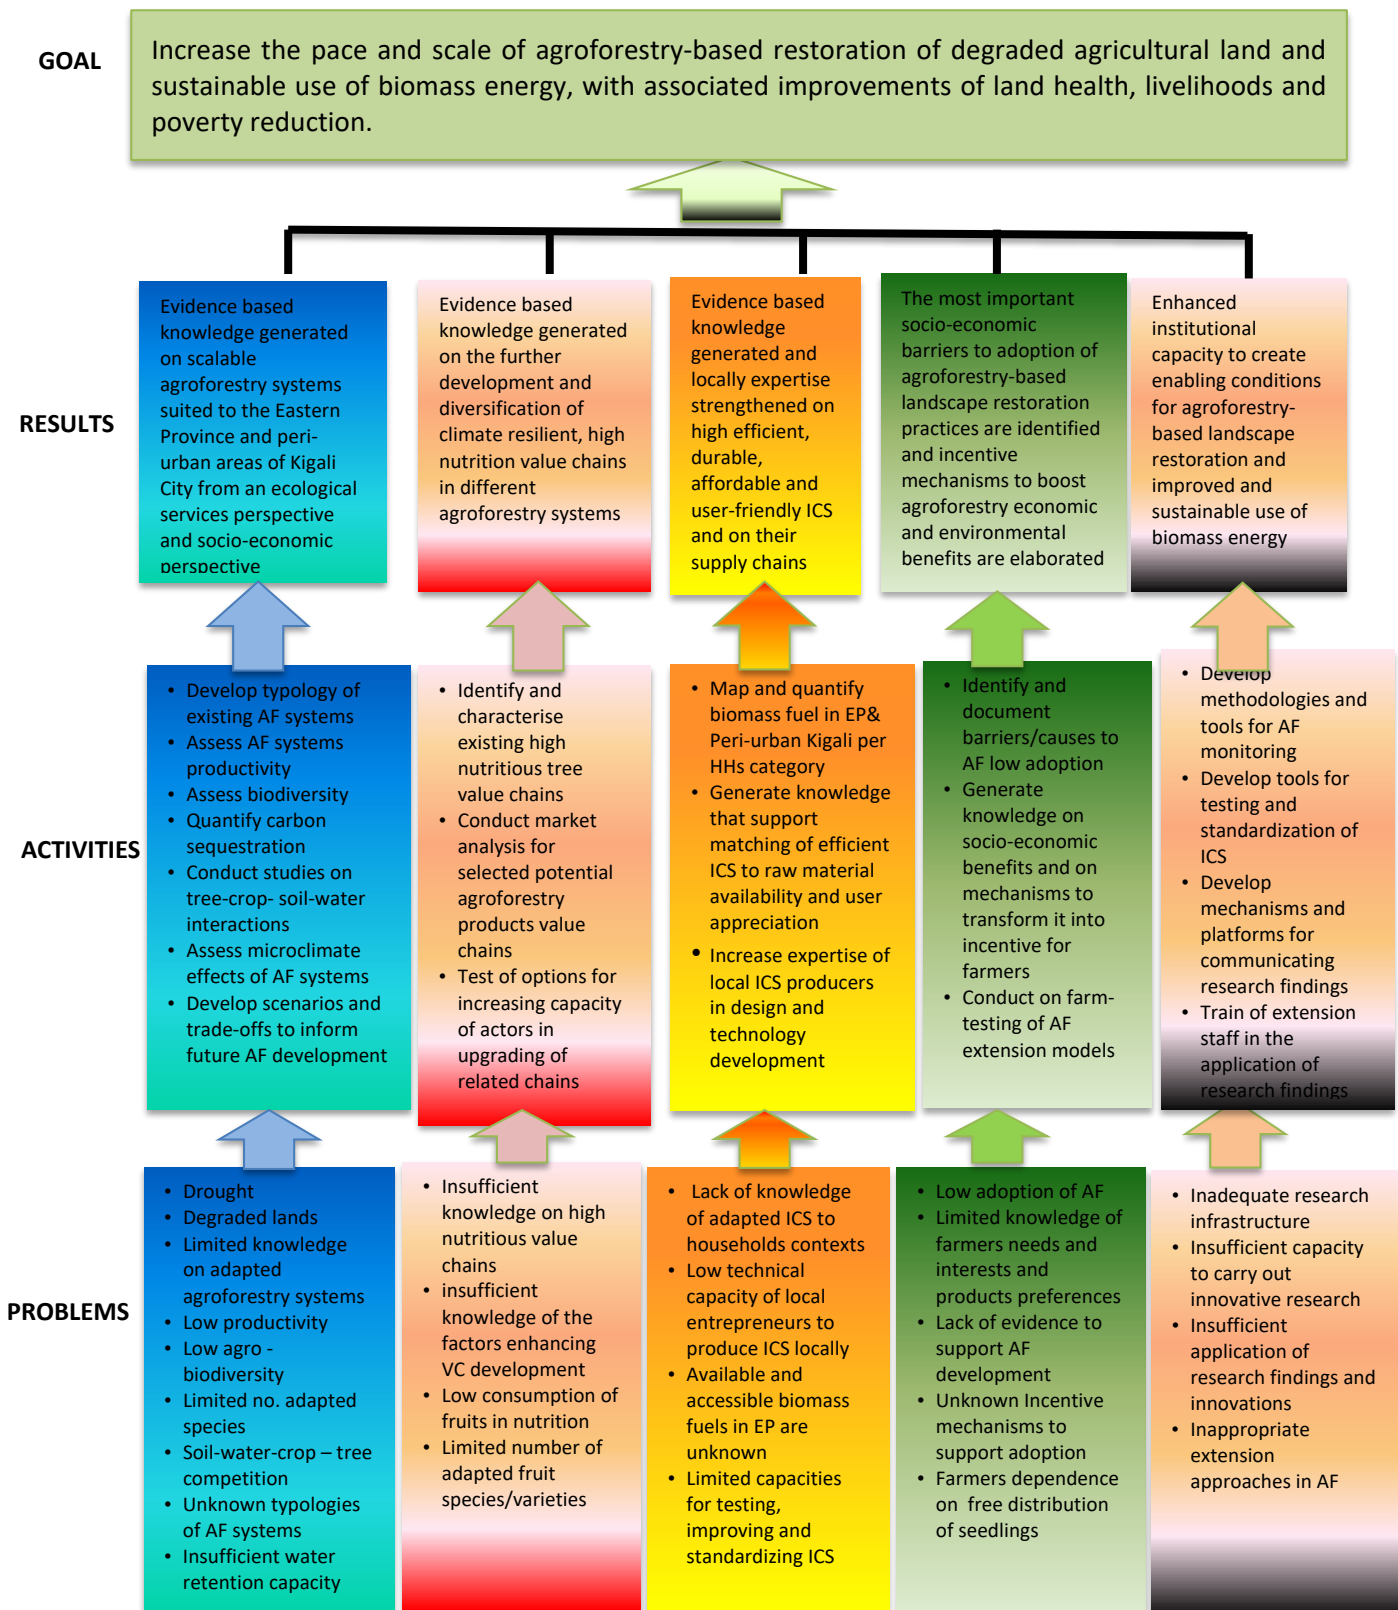 GOAL
Increase the pace and scale of agroforestry-based restoration of degraded agricultural land and
sustainable use of biomass energy, with associated improvements of land health, livelihoods and
poverty reduction.
RESULTS
Evidence based
knowledge generated
on scalable
agroforestry systems
suited to the Eastern
Province and peri-
urban areas of Kigali
City from an ecological
services perspective
and socio-economic
perspective
Evidence based
knowledge generated
on the further
development and
diversification of
climate resilient, high
nutrition value chains
in different
agroforestry systems
Evidence based
knowledge
generated and
locally expertise
strengthened on
high efficient,
durable,
affordable and
user-friendly ICS
and on their
supply chains
The most important
socio-economic
barriers to adoption of
agroforestry-based
landscape restoration
practices are identified
and incentive
mechanisms to boost
agroforestry economic
and environmental
benefits are elaborated
Enhanced
institutional
capacity to create
enabling conditions
for agroforestry-
based landscape
restoration and
improved and
sustainable use of
biomass energy
ACTIVITIES
• Develop typology of
existing AF systems
• Assess AF systems
productivity
• Assess biodiversity
• Quantify carbon
sequestration
• Conduct studies on
tree-crop- soil-water
interactions
• Assess microclimate
effects of AF systems
• Develop scenarios and
trade-offs to inform
future AF development
• Identify and
characterise
existing high
nutritious tree
value chains
• Conduct market
analysis for
selected potential
agroforestry
products value
chains
• Test of options for
increasing capacity
of actors in
upgrading of
related chains
• Map and quantify
biomass fuel in EP&
Peri-urban Kigali per
HHs category
• Generate knowledge
that support
matching of efficient
ICS to raw material
availability and user
appreciation
• Increase expertise of
local ICS producers
in design and
technology
development
• Identify and
document
barriers/causes to
AF low adoption
• Generate
knowledge on
socio-economic
benefits and on
mechanisms to
transform it into
incentive for
farmers
• Conduct on farm-
testing of AF
extension models
• Develop
methodologies and
tools for AF
monitoring
• Develop tools for
testing and
standardization of
ICS
• Develop
mechanisms and
platforms for
communicating
research findings
• Train of extension
staff in the
application of
research findings
PROBLEMS
• Drought
• Degraded lands
• Limited knowledge
on adapted
agroforestry systems
• Low productivity
• Low agro -
biodiversity
• Limited no. adapted
species
• Soil-water-crop – tree
competition
• Unknown typologies
of AF systems
• Insufficient water
retention capacity
• Insufficient
knowledge on high
nutritious value
chains
• insufficient
knowledge of the
factors enhancing
VC development
• Low consumption of
fruits in nutrition
• Limited number of
adapted fruit
species/varieties
• Lack of knowledge
of adapted ICS to
households contexts
• Low technical
capacity of local
entrepreneurs to
produce ICS locally
• Available and
accessible biomass
fuels in EP are
unknown
• Limited capacities
for testing,
improving and
standardizing ICS
• Low adoption of AF
• Limited knowledge of
farmers needs and
interests and
products preferences
• Lack of evidence to
support AF
development
• Unknown Incentive
mechanisms to
support adoption
• Farmers dependence
on free distribution
of seedlings
• Inadequate research
infrastructure
• Insufficient capacity
to carry out
innovative research
• Insufficient
application of
research findings and
innovations
• Inappropriate
extension
approaches in AF